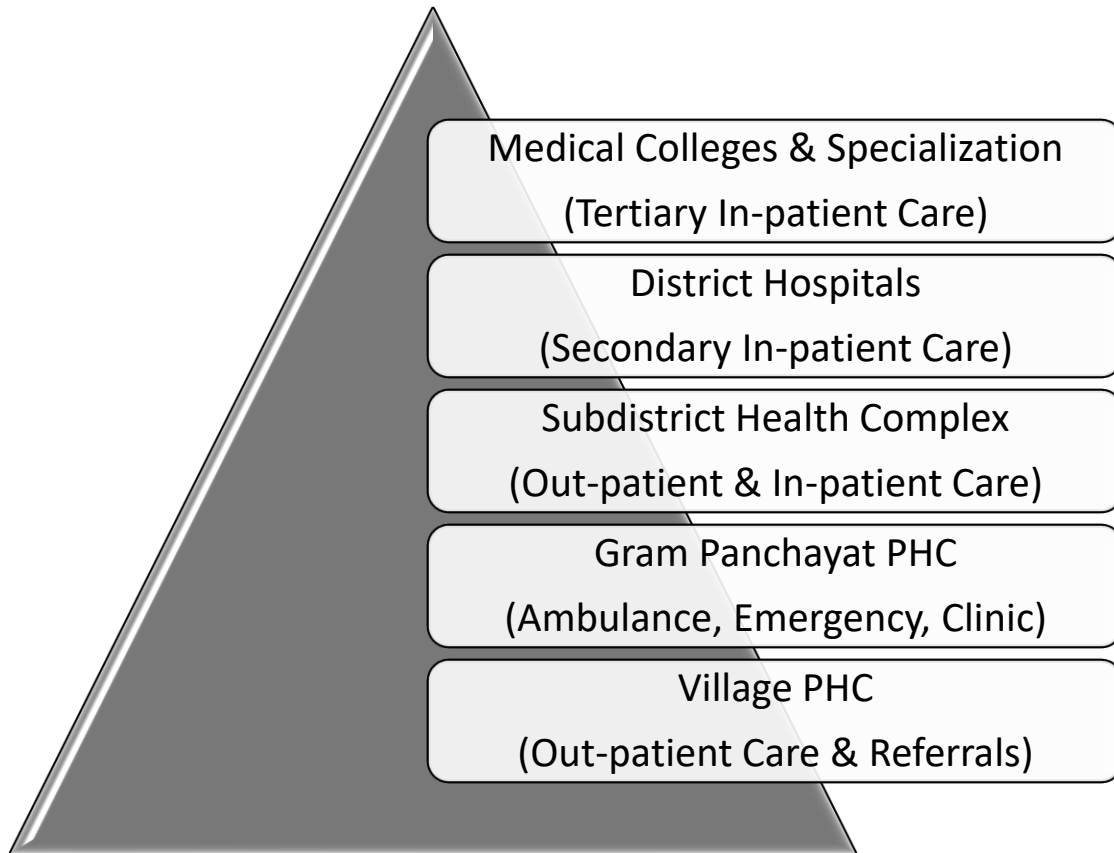 Medical Colleges & Specialization
(Tertiary In-patient Care)
District Hospitals
(Secondary In-patient Care)
Subdistrict Health Complex
(Out-patient & In-patient Care)
Gram Panchayat PHC
(Ambulance, Emergency, Clinic)
Village PHC
(Out-patient Care & Referrals)